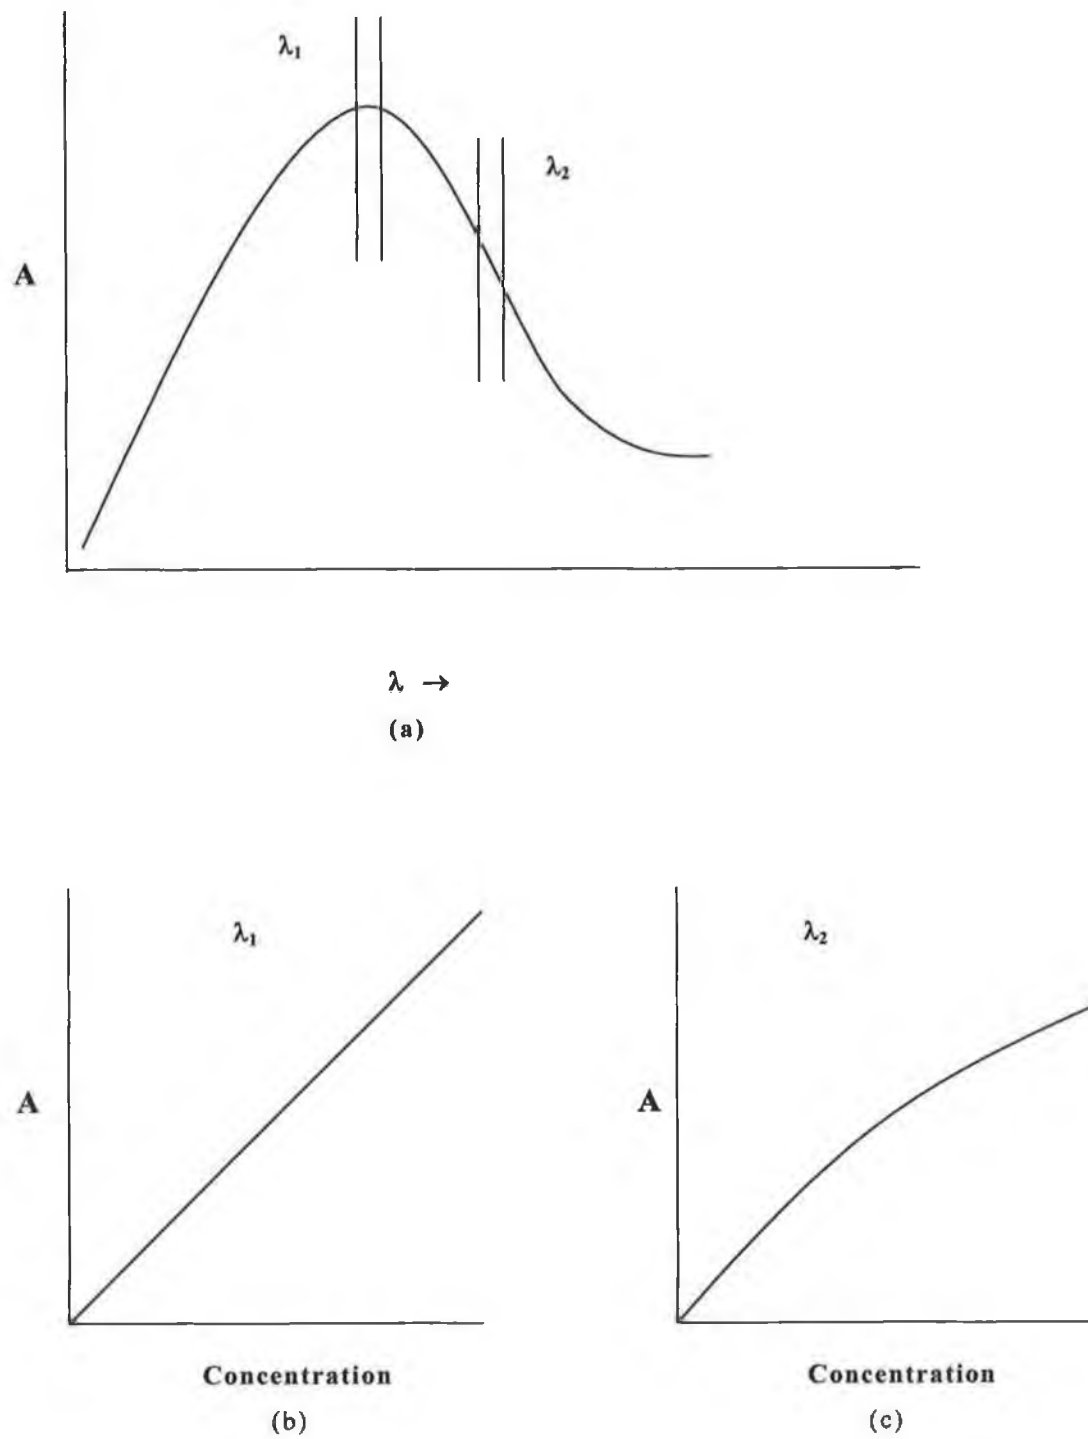 λ₁
λ₂
A
λ →
(a)
λ₁
A
Concentration
(b)
λ₂
A
Concentration
(c)